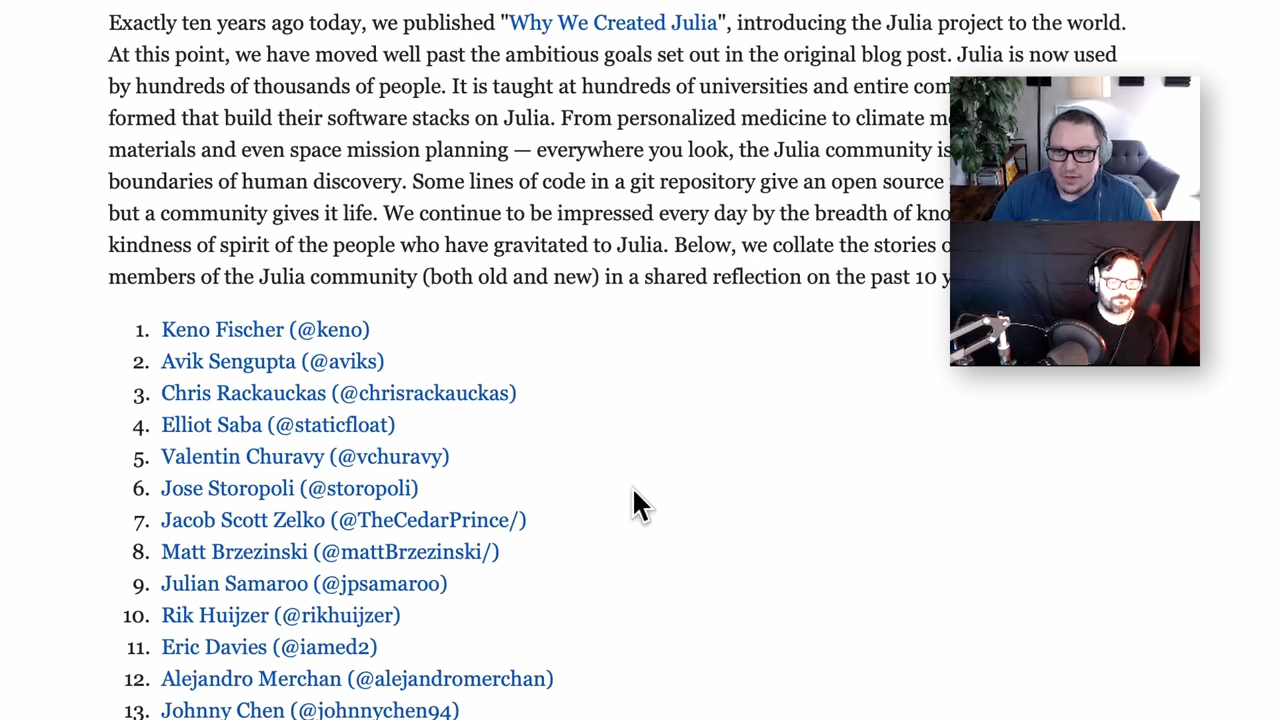 Exactly ten years ago today, we published "Why We Created Julia", introducing the Julia project to the world.
At this point, we have moved well past the ambitious goals set out in the original blog post. Julia is now used
by hundreds of thousands of people. It is taught at hundreds of universities and entire com
formed that build their software stacks on Julia. From personalized medicine to climate m
materials and even space mission planning — everywhere you look, the Julia community is
boundaries of human discovery. Some lines of code in a git repository give an open source
but a community gives it life. We continue to be impressed every day by the breadth of kno
kindness of spirit of the people who have gravitated to Julia. Below, we collate the stories o
members of the Julia community (both old and new) in a shared reflection on the past 10 y
1. Keno Fischer (@keno)
2. Avik Sengupta (@aviks)
3. Chris Rackauckas (@chrisrackauckas)
4. Elliot Saba (@staticfloat)
5. Valentin Churavy (@vchuravy)
6. Jose Storopoli (@storopoli)
7. Jacob Scott Zelko (@TheCedarPrince/)
8. Matt Brzezinski (@mattBrzezinski/)
9. Julian Samaroo (@jpsamaroo)
10. Rik Huijzer (@rikhuijzer)
11. Eric Davies (@iamed2)
12. Alejandro Merchan (@alejandromerchan)
13. Johnny Chen (@johnnychen94)